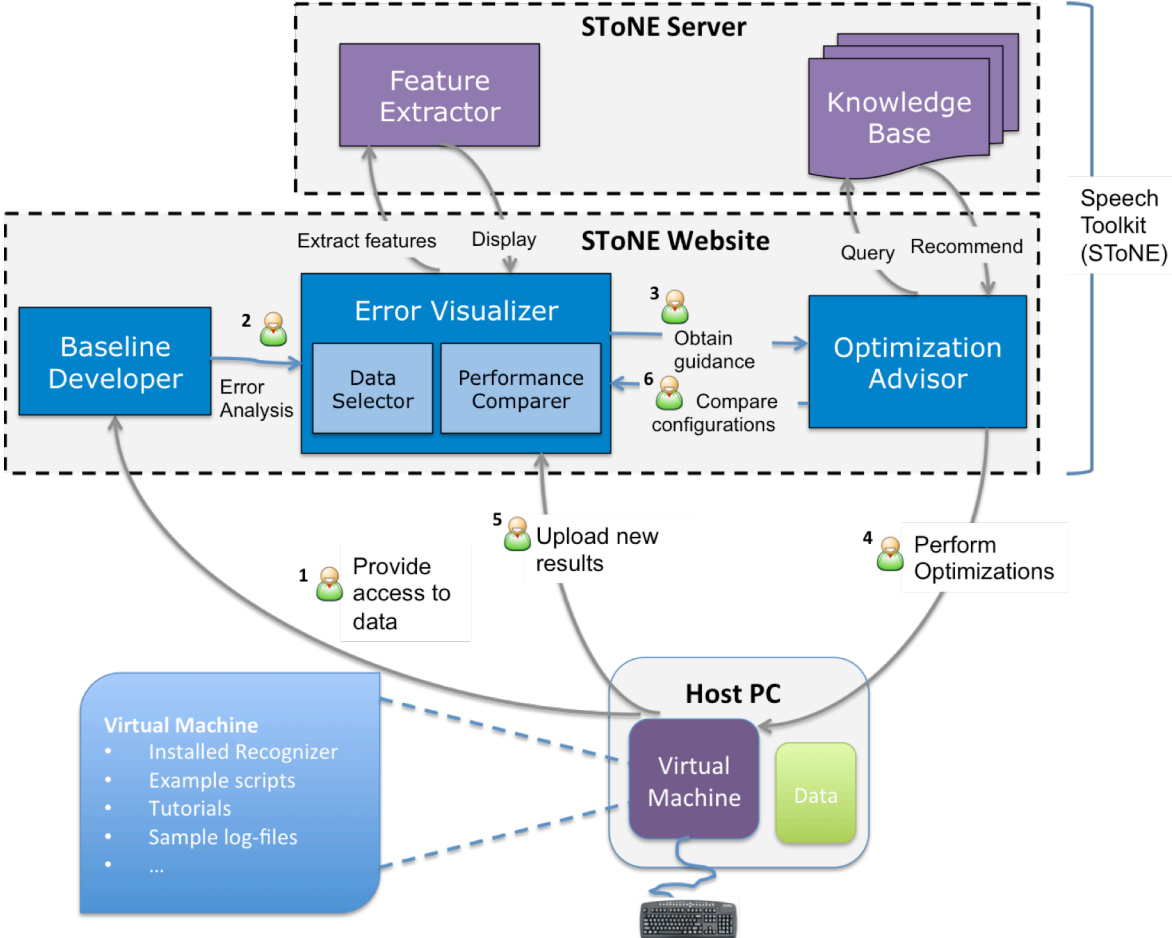 SToNE Server
Feature
Extractor
Knowledge
Base
Speech
Toolkit
(SToNE)
Extract features
Display
SToNE Website
Query
Recommend
Baseline
Developer
2
Error
Analysis
Error Visualizer
Data
Selector
Performance
Comparer
3
Obtain
guidance
6
Compare
configurations
Optimization
Advisor
1
Provide
access to
data
5
Upload new
results
4
Perform
Optimizations
Virtual Machine
• Installed Recognizer
• Example scripts
• Tutorials
• Sample log-files
• ...
Host PC
Virtual
Machine
Data